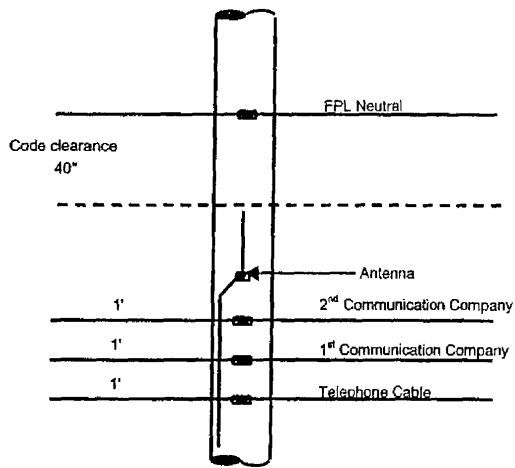 FPL Neutral
Code clearance
40"
Antenna
1'
2nd Communication Company
1'
1st Communication Company
1'
Telephone Cable